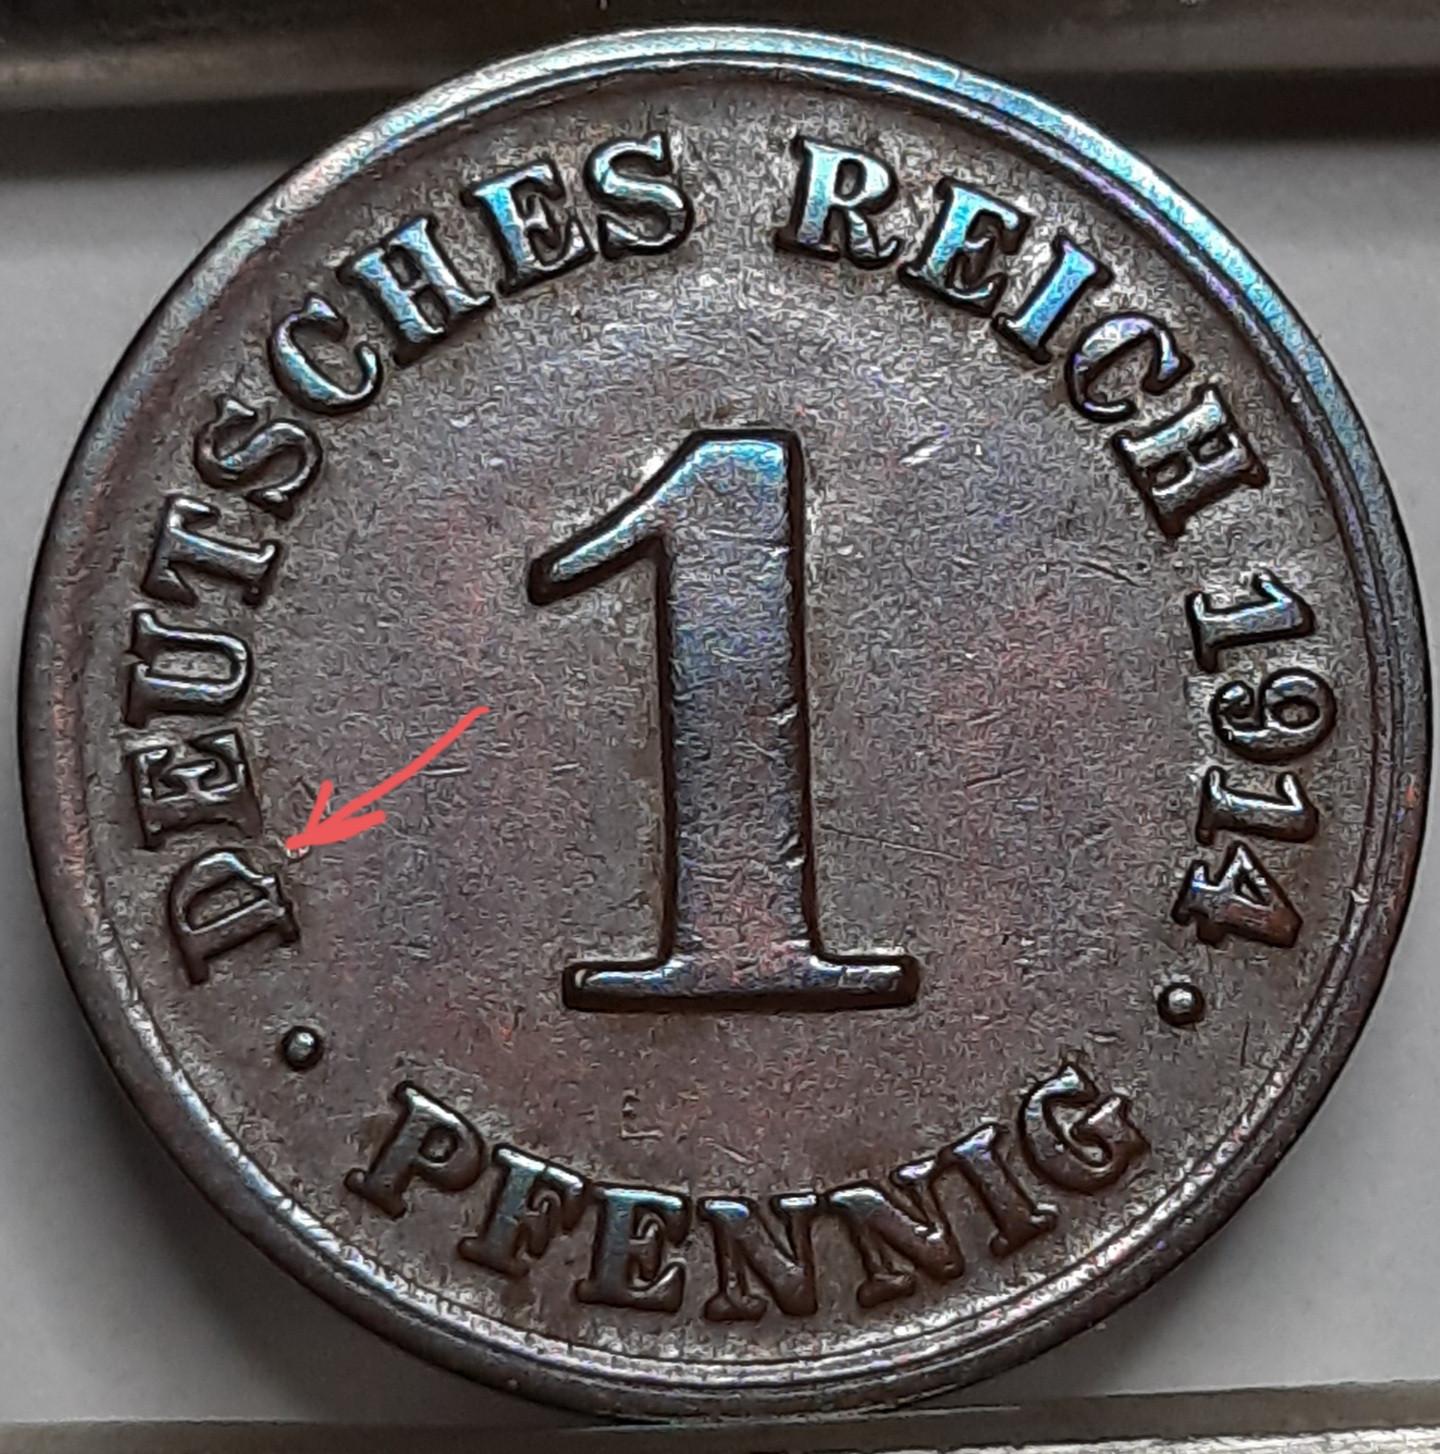 DEUTSCHES REICH 1914
1
• PFENNIG •